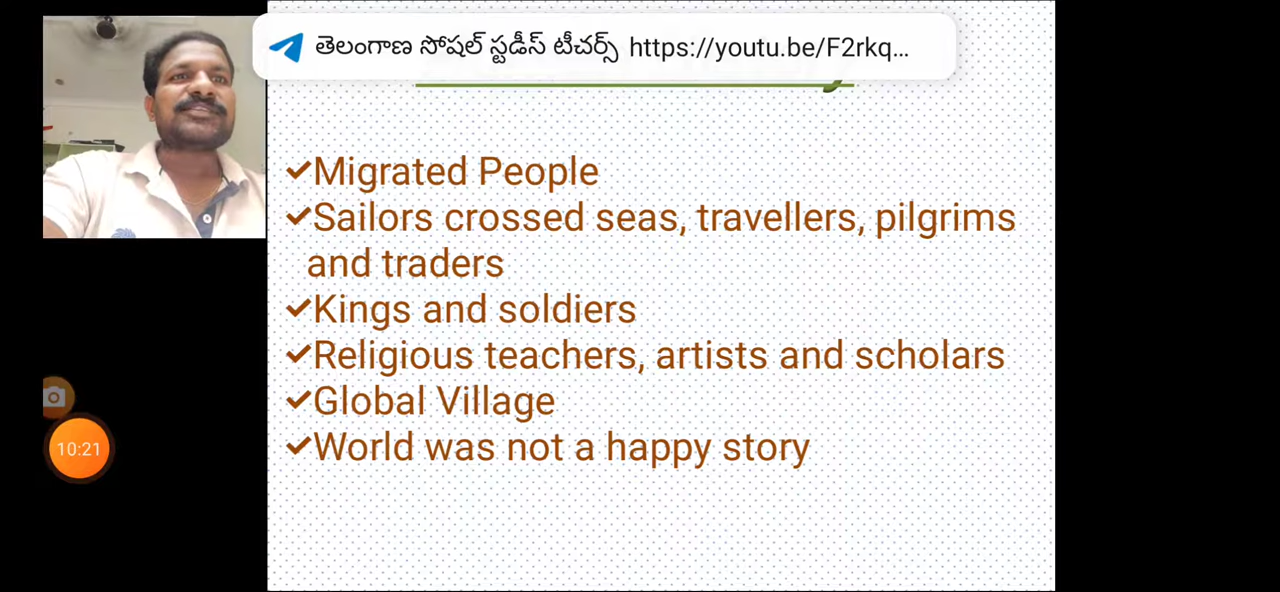 తెలంగాణ సోషల్ స్టడీస్ టీచర్స్ https://youtu.be/F2rkq...
Migrated People
Sailors crossed seas, travellers, pilgrims
and traders
Kings and soldiers
Religious teachers, artists and scholars
Global Village
World was not a happy story
10:21